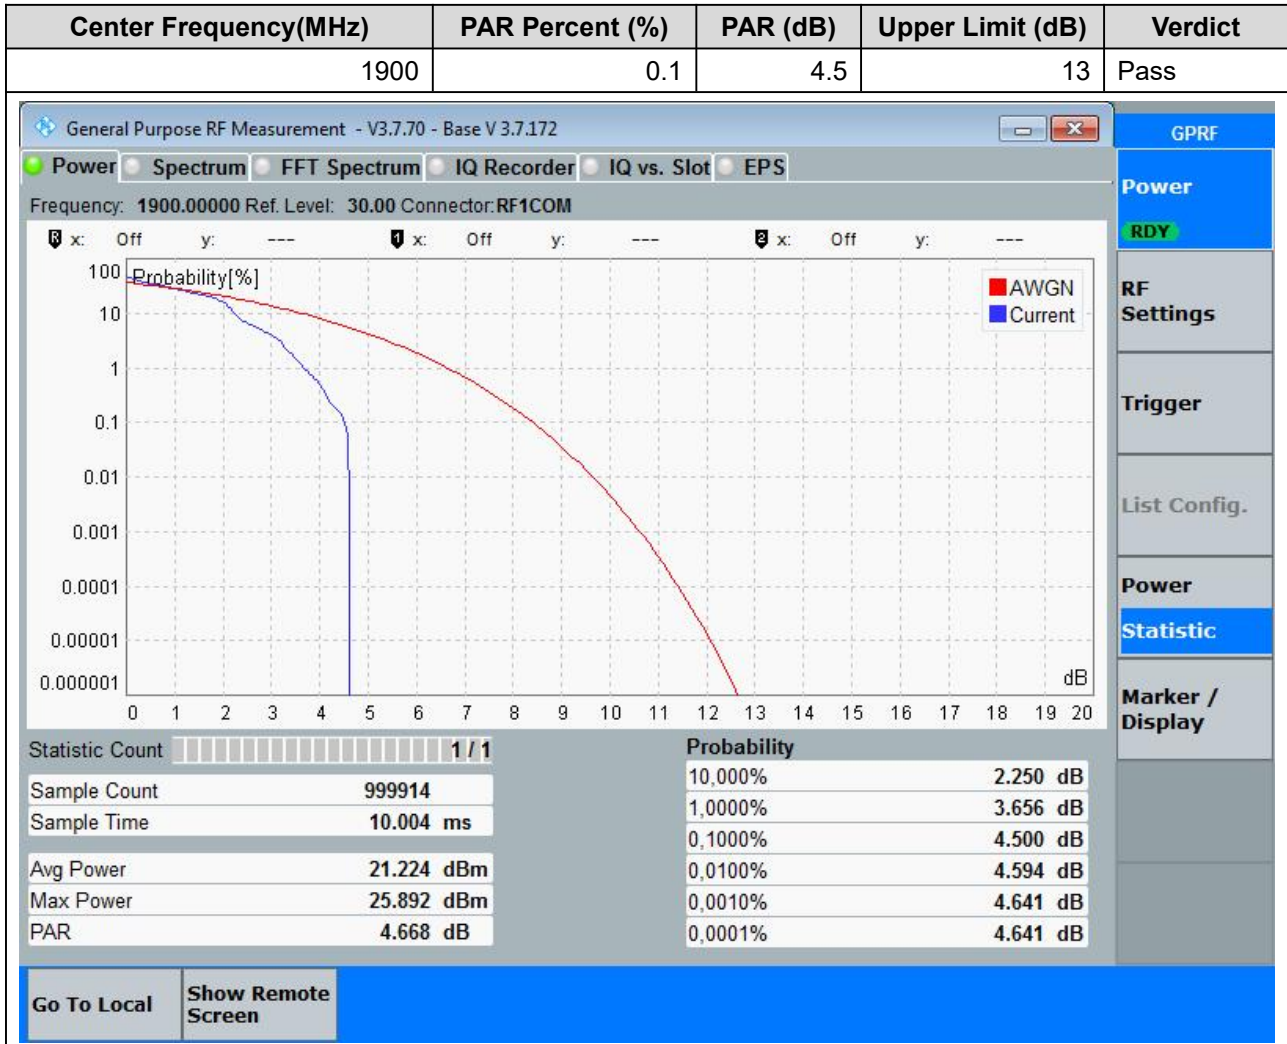 Center Frequency(MHz) PAR Percent (%) PAR (dB) Upper Limit (dB) Verdict
1900 0.1 4.5 13 Pass
General Purpose RF Measurement - V3.7.70 - Base V 3.7.172
GPRF
Power Spectrum FFT Spectrum IQ Recorder IQ vs. Slot EPS
Frequency: 1900.00000 Ref. Level: 30.00 Connector:RF1COM
R x: Off y: --- 1 x: Off y: --- 2 x: Off y: ---
Probability[%]
100
10
1
0.1
0.01
0.001
0.0001
0.00001
0.000001
AWGN
Current
dB
0 1 2 3 4 5 6 7 8 9 10 11 12 13 14 15 16 17 18 19 20
Statistic Count 1 / 1
Sample Count 999914
Sample Time 10.004 ms
Avg Power 21.224 dBm
Max Power 25.892 dBm
PAR 4.668 dB
Probability
10,000% 2.250 dB
1,0000% 3.656 dB
0,1000% 4.500 dB
0,0100% 4.594 dB
0,0010% 4.641 dB
0,0001% 4.641 dB
Power
RDY
RF
Settings
Trigger
List Config.
Power
Statistic
Marker /
Display
Go To Local
Show Remote
Screen